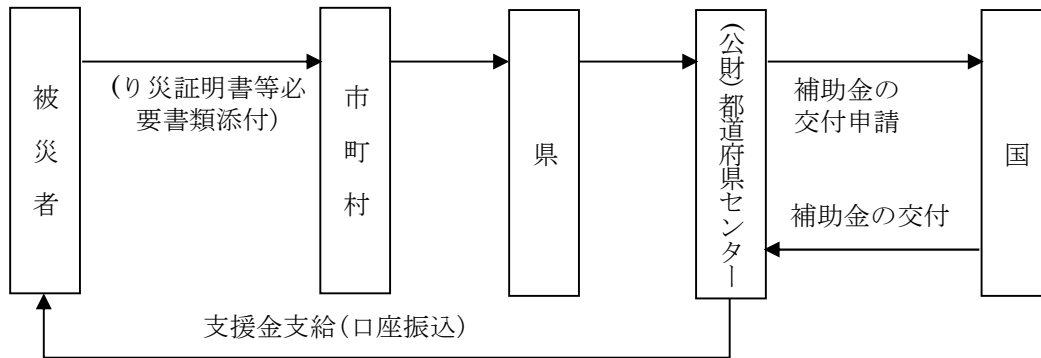 被災者
(り災証明書等必
要書類添付)
市町村
県
(公財)都道府県センター
補助金の
交付申請
国
補助金の交付
支援金支給(口座振込)